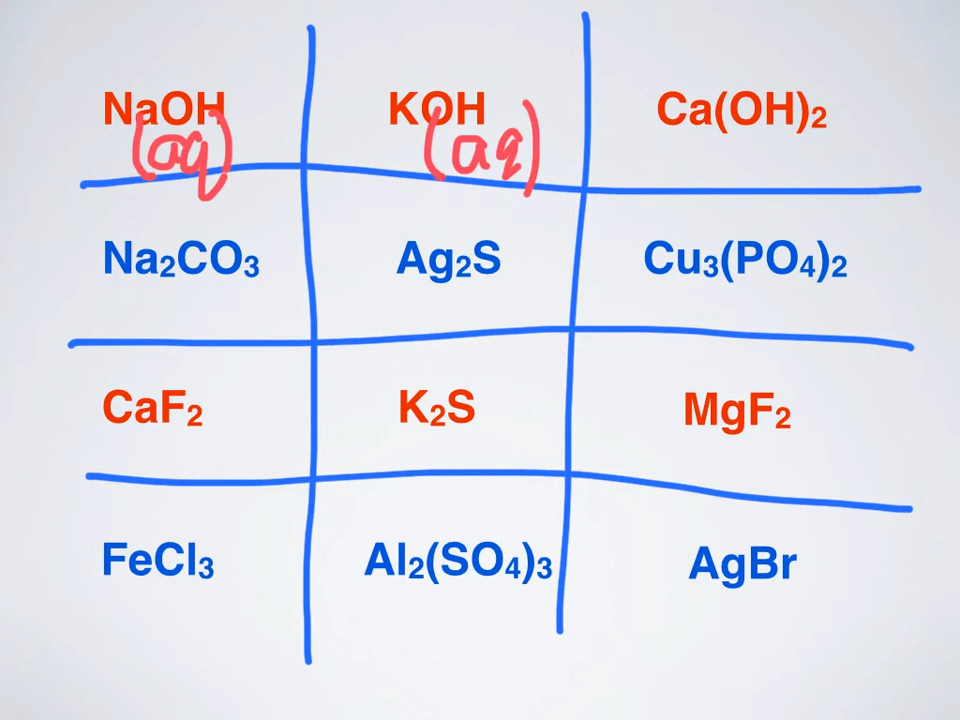 NaOH KOH Ca(OH)₂
(aq) (aq)
Na₂CO₃ Ag₂S Cu₃(PO₄)₂
CaF₂ K₂S MgF₂
FeCl₃ Al₂(SO₄)₃ AgBr